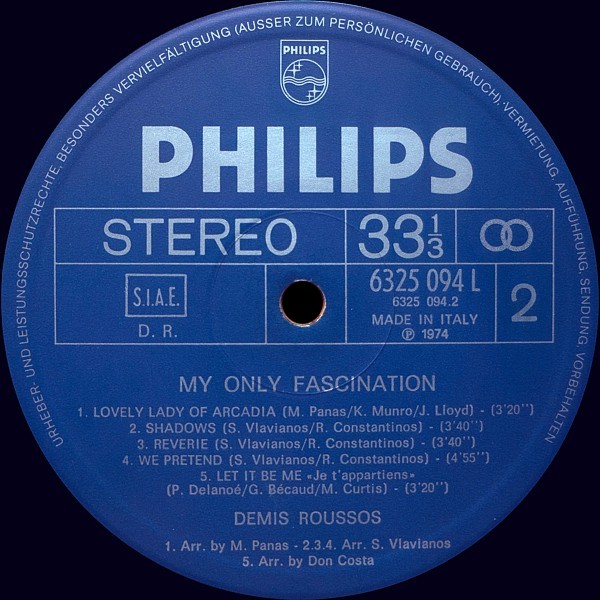 URHEBER- UND LEISTUNGSSCHUTZRECHTE, BESONDERS VERVIELFÄLTIGUNG (AUSSER ZUM PERSÖNLICHEN GEBRAUCH); VERMIETUNG, AUFFÜHRUNG, SENDUNG VORBEHALTEN
PHILIPS
PHILIPS
STEREO 33 1/3
S.I.A.E.
D. R.
6325 094 L
6325 094.2
MADE IN ITALY
℗ 1974
2
MY ONLY FASCINATION
1. LOVELY LADY OF ARCADIA (M. Panas/K. Munro/J. Lloyd) - (3'20'')
2. SHADOWS (S. Vlavianos/R. Constantinos) - (3'40'')
3. REVERIE (S. Vlavianos/R. Constantinos) - (3'40'')
4. WE PRETEND (S. Vlavianos/R. Constantinos) - (4'55'')
5. LET IT BE ME «Je t'appartiens»
(P. Delanoé/G. Bécaud/M. Curtis) - (3'20'')
DEMIS ROUSSOS
1. Arr. by M. Panas - 2.3.4. Arr. S. Vlavianos
5. Arr. by Don Costa